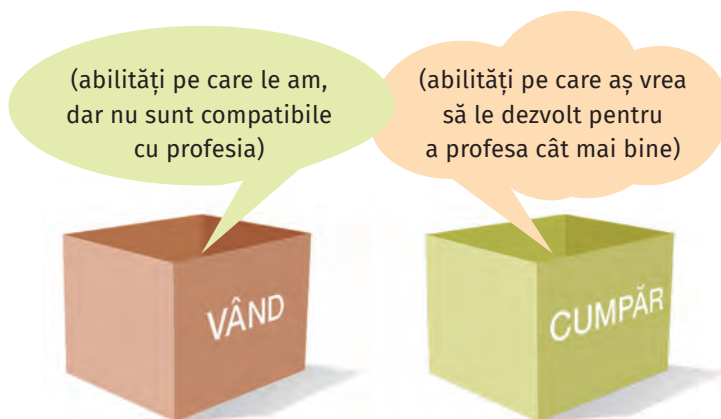 (abilități pe care le am,
dar nu sunt compatibile
cu profesia)
(abilități pe care aș vrea
să le dezvolt pentru
a profesa cât mai bine)
VÂND
CUMPĂR